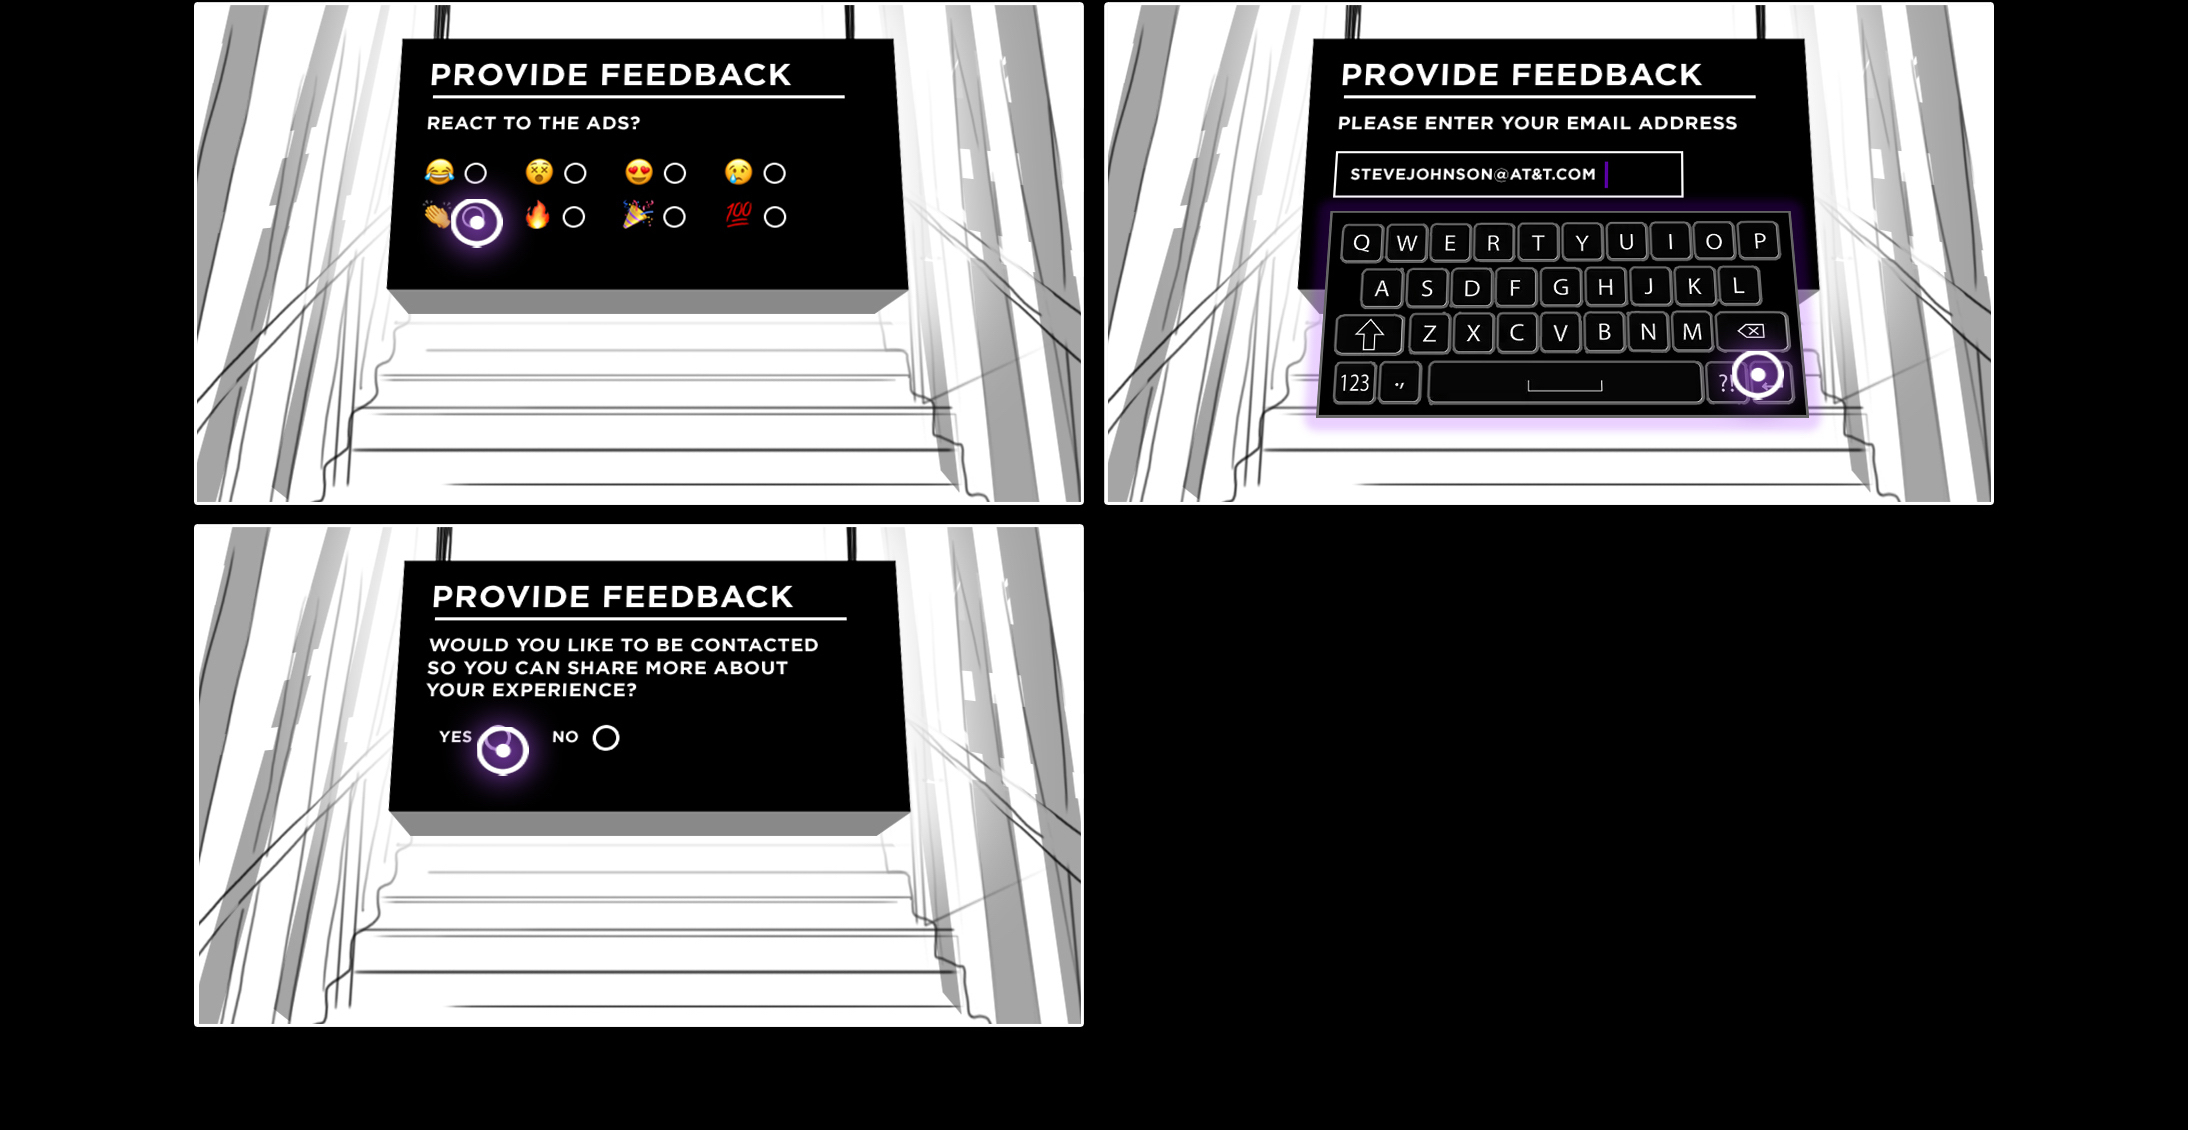 PROVIDE FEEDBACK
REACT TO THE ADS?
😂 😵 😍 😢
👏 🔥 🎉 💯
PROVIDE FEEDBACK
PLEASE ENTER YOUR EMAIL ADDRESS
STEVEJOHNSON@AT&T.COM
Q W E R T Y U I O P
A S D F G H J K L
Z X C V B N M
123 ., ?!
PROVIDE FEEDBACK
WOULD YOU LIKE TO BE CONTACTED
SO YOU CAN SHARE MORE ABOUT
YOUR EXPERIENCE?
YES NO